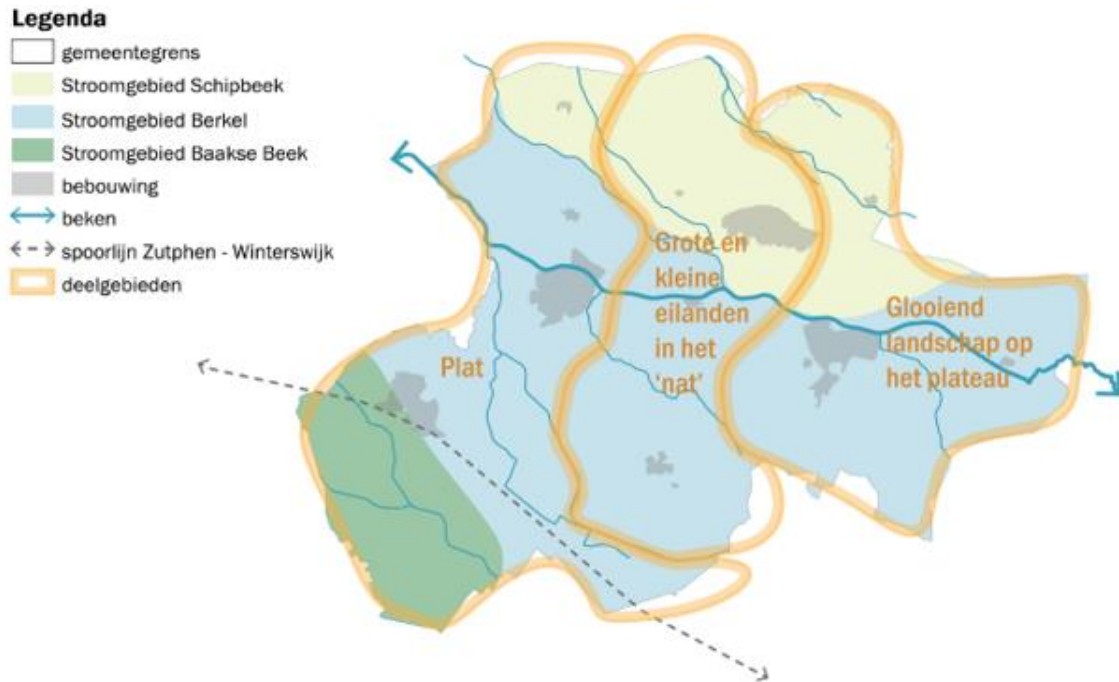 Legenda
gemeentegrens
Stroomgebied Schipbeek
Stroomgebied Berkel
Stroomgebied Baakse Beek
bebouwing
beken
spoorlijn Zutphen - Winterswijk
deelgebieden
Plat
Grote en
kleine
eilanden
in het
‘nat’
Glooiend
landschap op
het plateau